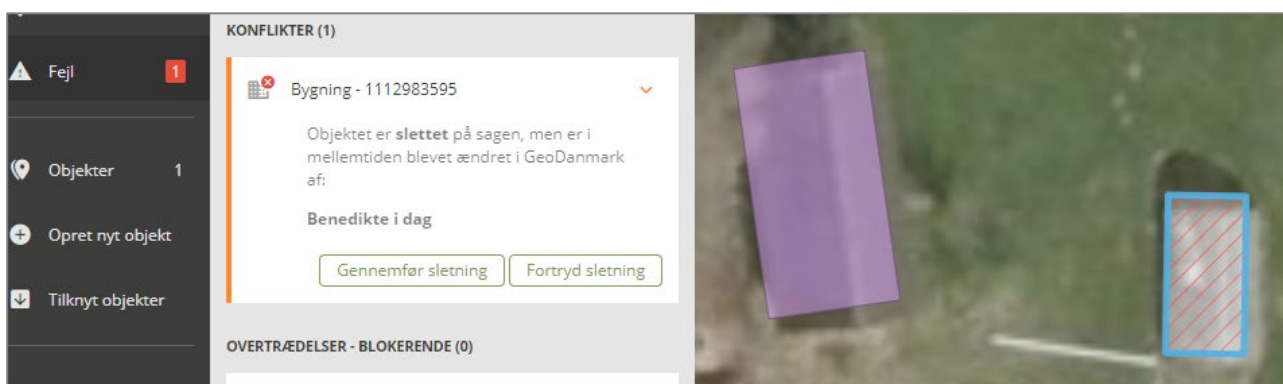 KONFLIKTER (1)
Fejl 1
Bygning - 1112983595
Objektet er slettet på sagen, men er i
mellemtiden blevet ændret i GeoDanmark
af:
Benedikte i dag
Gennemfør sletning Fortryd sletning
Objekter 1
Opret nyt objekt
Tilknyt objekter
OVERTRÆDELSER - BLOKERENDE (0)